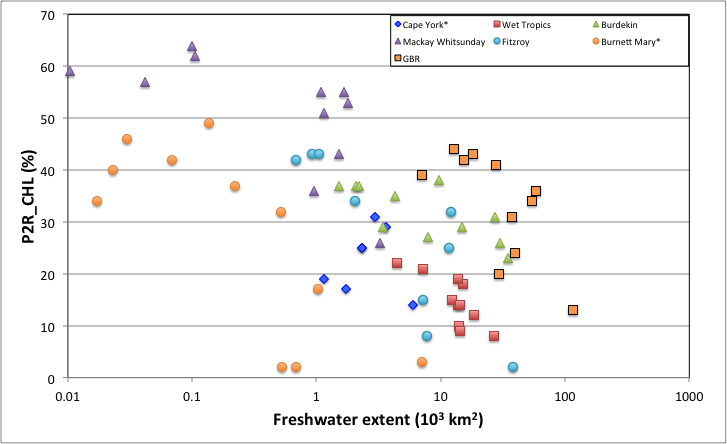 70
60
50
40
30
20
10
0
P2R_CHL (%)
Cape York* Wet Tropics Burdekin
Mackay Whitsunday Fitzroy Burnett Mary*
GBR
0.01 0.1 1 10 100 1000
Freshwater extent (10³ km²)